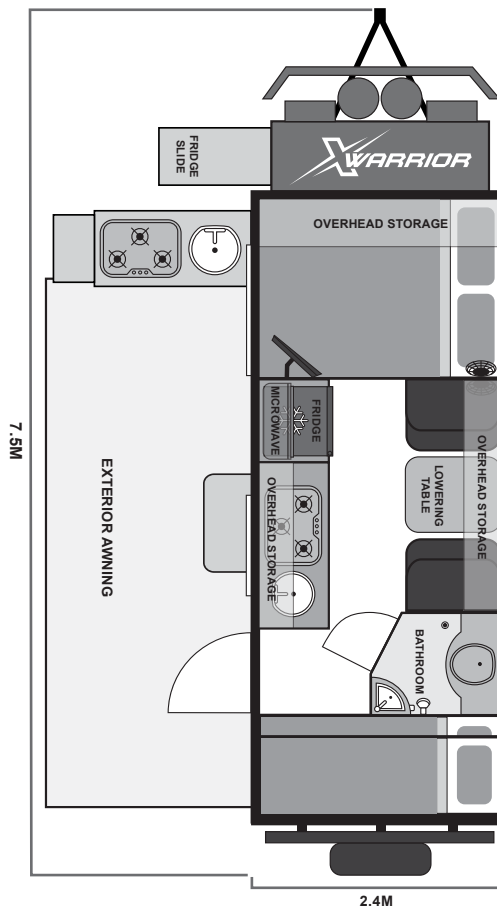 FRIDGE
SLIDE
XWARRIOR
OVERHEAD STORAGE
7.5M
EXTERIOR AWNING
MICROWAVE
FRIDGE
OVERHEAD STORAGE
LOWERING
TABLE
OVERHEAD STORAGE
BATHROOM
2.4M